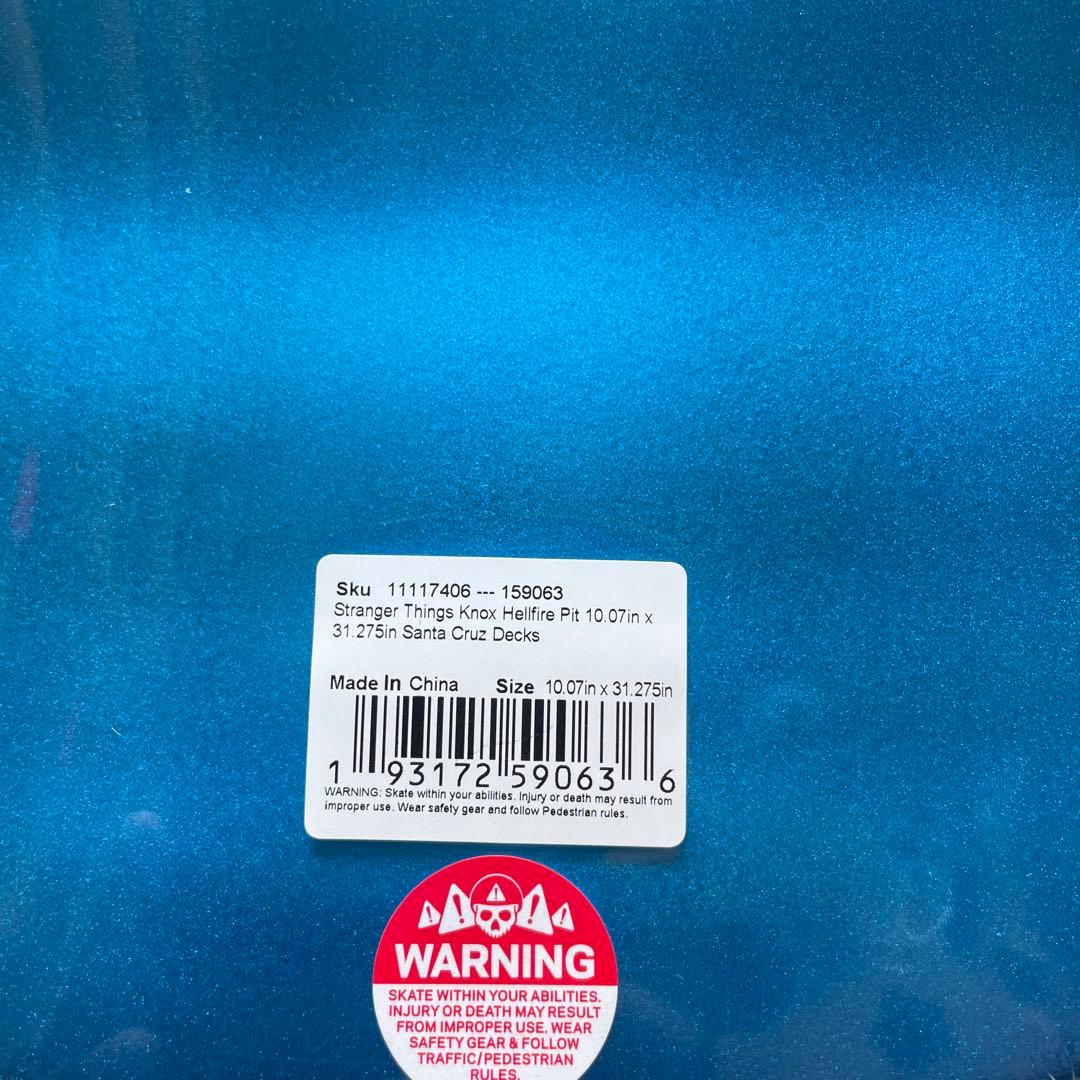 Sku 11117406 --- 159063
Stranger Things Knox Hellfire Pit 10.07in x
31.275in Santa Cruz Decks
Made In China Size 10.07in x 31.275in
1 93172 59063 6
WARNING: Skate within your abilities. Injury or death may result from
improper use. Wear safety gear and follow Pedestrian rules.
WARNING
SKATE WITHIN YOUR ABILITIES.
INJURY OR DEATH MAY RESULT
FROM IMPROPER USE. WEAR
SAFETY GEAR & FOLLOW
TRAFFIC/PEDESTRIAN
RULES.